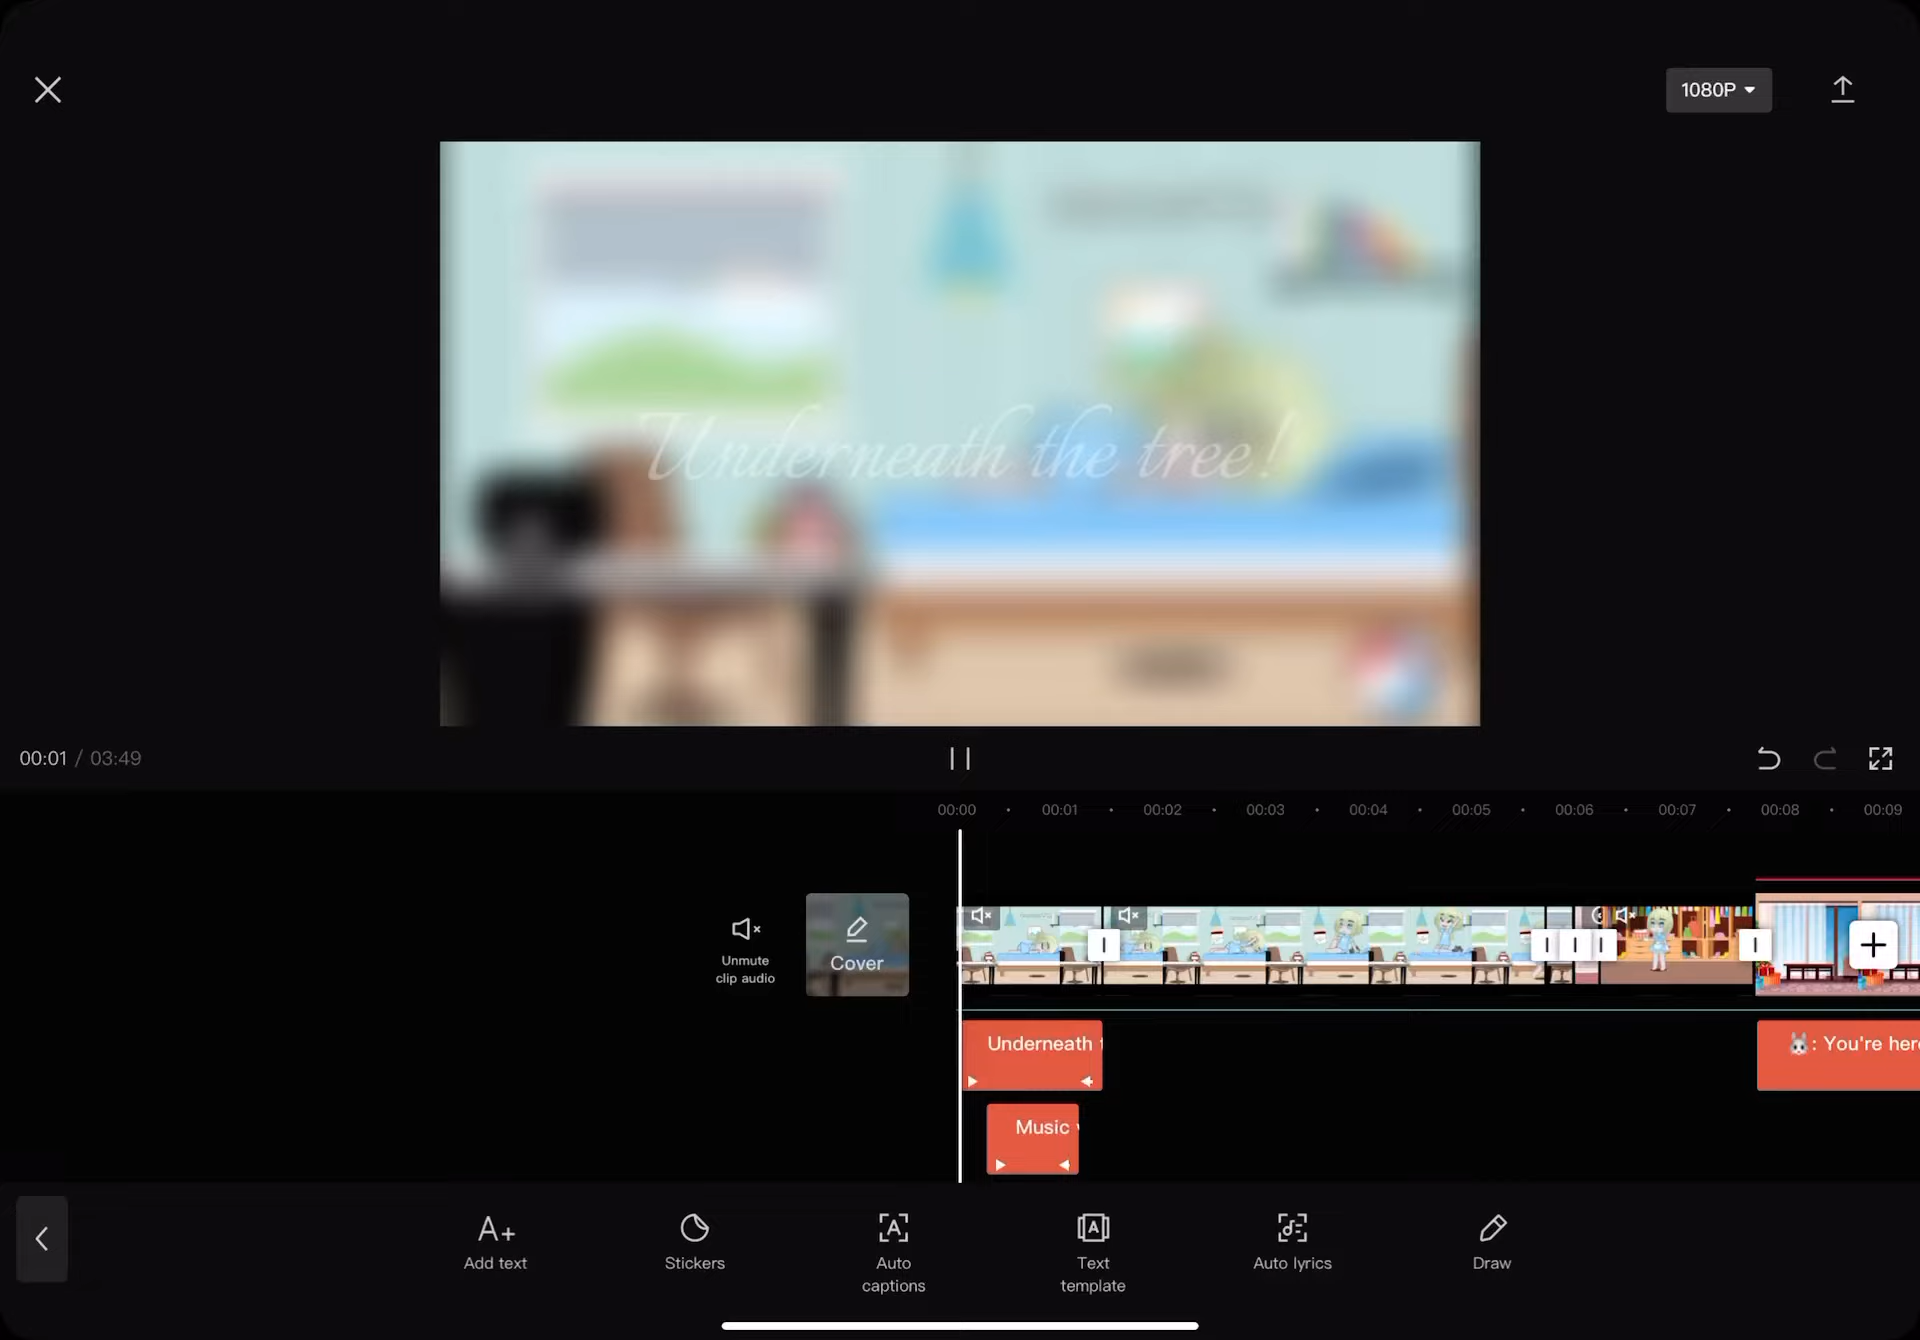 1080P
Underneath the tree!
00:01 / 03:49
00:00 00:01 00:02 00:03 00:04 00:05 00:06 00:07 00:08 00:09
Unmute
clip audio
Cover
Underneath
🐰: You're her
Music
Add text
Stickers
Auto
captions
Text
template
Auto lyrics
Draw